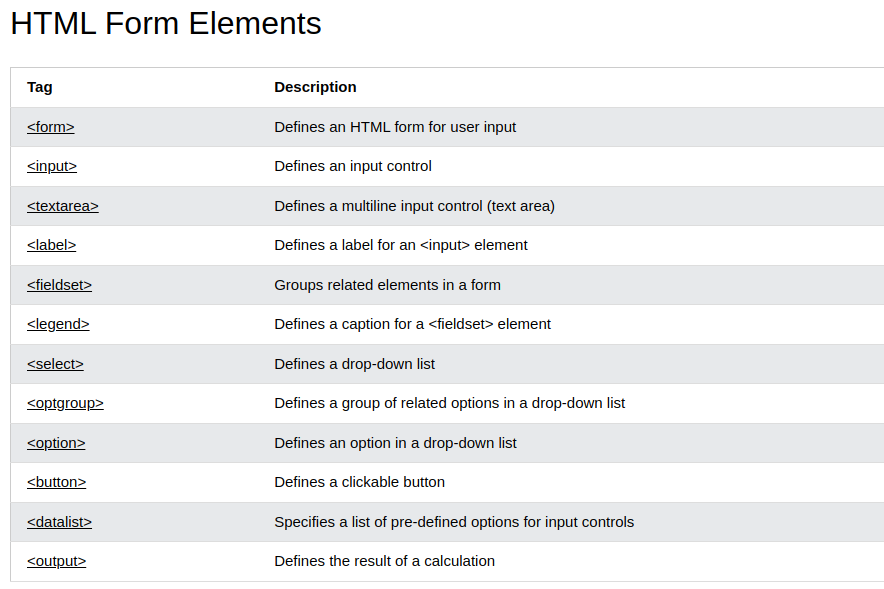 HTML Form Elements
Tag Description
<form> Defines an HTML form for user input
<input> Defines an input control
<textarea> Defines a multiline input control (text area)
<label> Defines a label for an <input> element
<fieldset> Groups related elements in a form
<legend> Defines a caption for a <fieldset> element
<select> Defines a drop-down list
<optgroup> Defines a group of related options in a drop-down list
<option> Defines an option in a drop-down list
<button> Defines a clickable button
<datalist> Specifies a list of pre-defined options for input controls
<output> Defines the result of a calculation